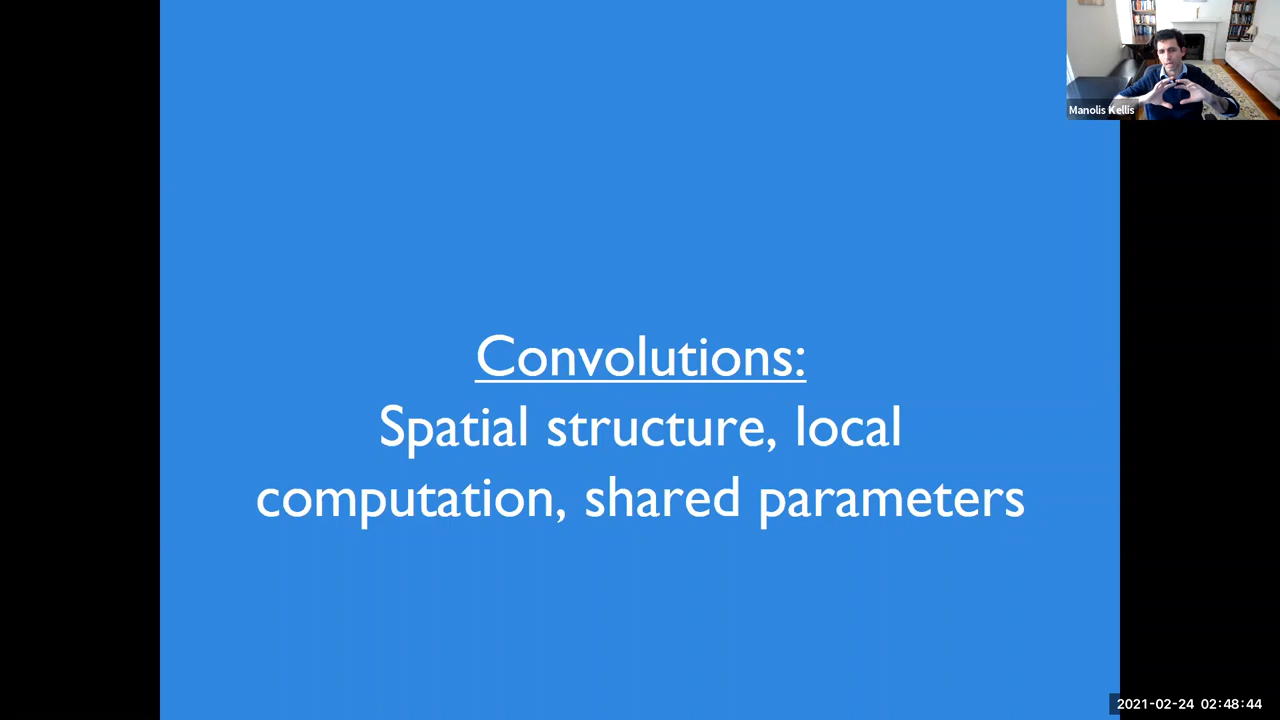 Manolis Kellis
Convolutions:
Spatial structure, local
computation, shared parameters
2021-02-24 02:48:44